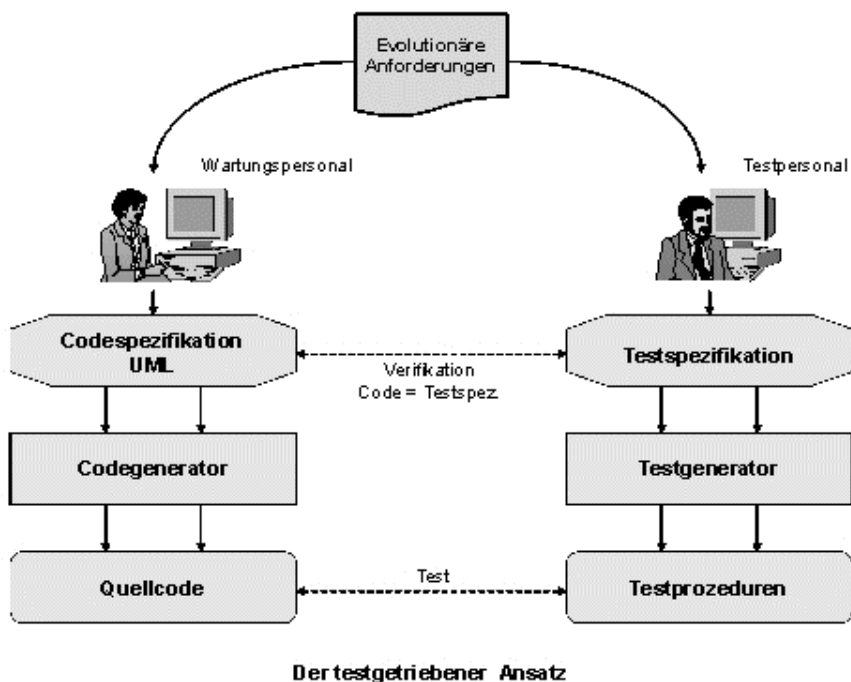 Evolutionäre
Anforderungen
Wartungspersonal
Testpersonal
Codespezifikation
UML
Verifikation
Code = Testspez.
Testspezifikation
Codegenerator
Testgenerator
Quellcode
Test
Testprozeduren
Der testgetriebener Ansatz